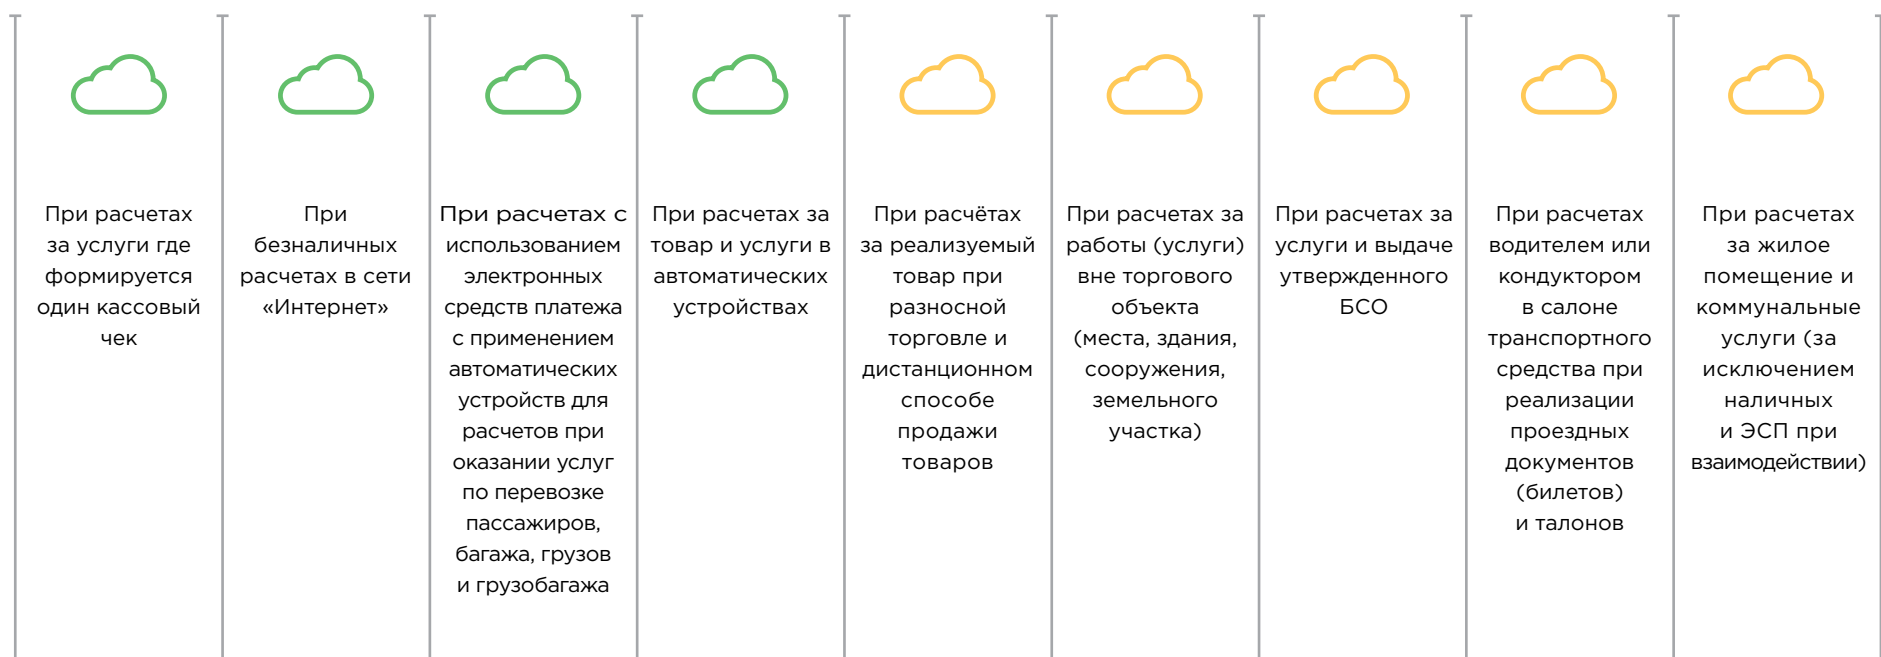 При расчетах
за услуги где
формируется
один кассовый
чек
При
безналичных
расчетах в сети
«Интернет»
При расчетах с
использованием
электронных
средств платежа
с применением
автоматических
устройств для
расчетов при
оказании услуг
по перевозке
пассажиров,
багажа, грузов
и грузобагажа
При расчетах за
товар и услуги в
автоматических
устройствах
При расчётах
за реализуемый
товар при
разносной
торговле и
дистанционном
способе
продажи
товаров
При расчетах за
работы (услуги)
вне торгового
объекта
(места, здания,
сооружения,
земельного
участка)
При расчетах за
услуги и выдаче
утвержденного
БСО
При расчетах
водителем или
кондуктором
в салоне
транспортного
средства при
реализации
проездных
документов
(билетов)
и талонов
При расчетах
за жилое
помещение и
коммунальные
услуги (за
исключением
наличных
и ЭСП при
взаимодействии)